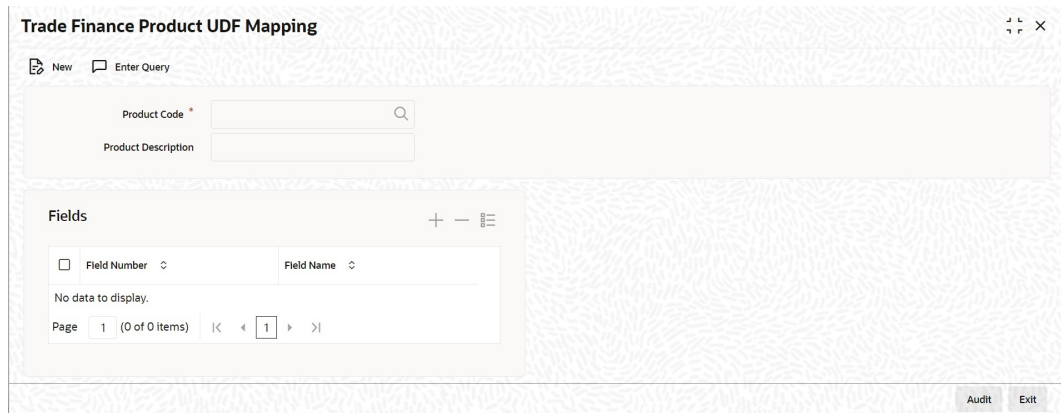 Trade Finance Product UDF Mapping
New Enter Query
Product Code *
Product Description
Fields
Field Number Field Name
No data to display.
Page 1 (0 of 0 items) 1
Audit Exit